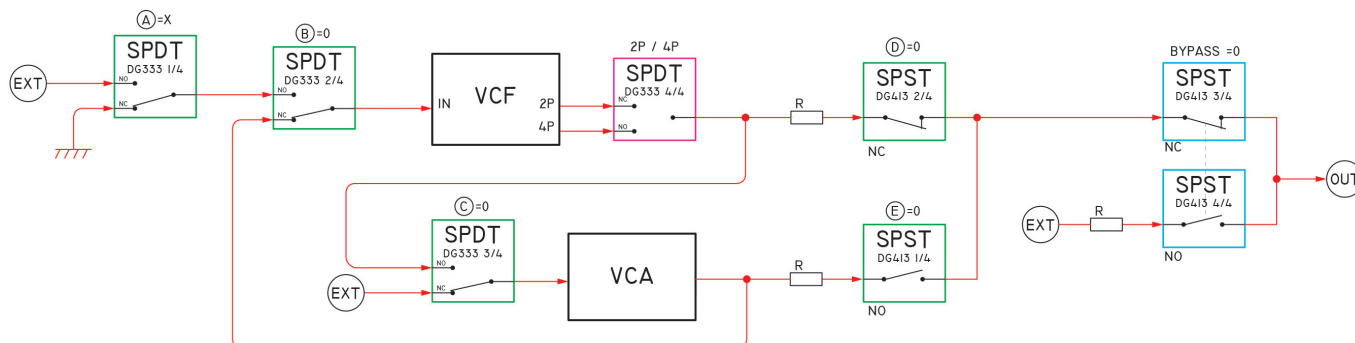 A=X
SPDT
DG333 1/4
EXT
NO
NC
B=0
SPDT
DG333 2/4
NO
NC
VCF
IN
2P
4P
2P / 4P
SPDT
DG333 4/4
NC
NO
R
D=0
SPST
DG413 2/4
NC
BYPASS =0
SPST
DG413 3/4
NC
SPST
DG413 4/4
NO
EXT
R
OUT
C=0
SPDT
DG333 3/4
NO
NC
EXT
VCA
R
E=0
SPST
DG413 1/4
NO